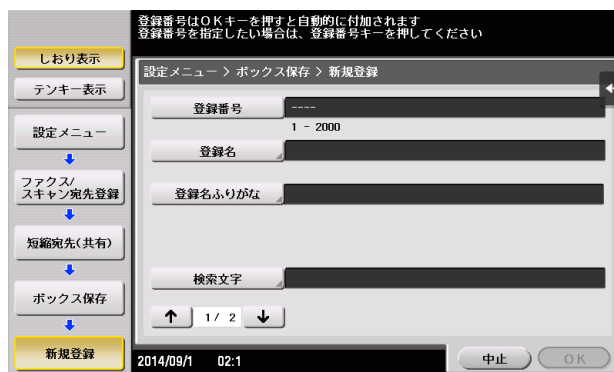 登録番号はOKキーを押すと自動的に付加されます
登録番号を指定したい場合は、登録番号キーを押してください
しおり表示
テンキー表示
設定メニュー
ファクス/
スキャン宛先登録
短縮宛先(共有)
ボックス保存
新規登録
設定メニュー > ボックス保存 > 新規登録
登録番号
----
1 - 2000
登録名
登録名ふりがな
検索文字
↑ 1/ 2 ↓
2014/09/1 02:1
中止
OK